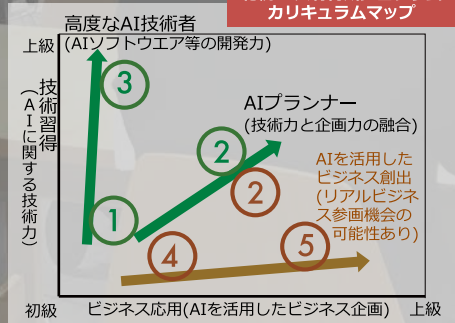 カリキュラムマップ
高度なAI技術者
上級
(AIソフトウエア等の開発力)
技術習得
(AIに関する技術力)
3
AIプランナー
(技術力と企画力の融合)
2
AIを活用した
ビジネス創出
(リアルビジネ
ス参画機会の
可能性あり)
2
1
4
5
初級
ビジネス応用(AIを活用したビジネス企画)
上級